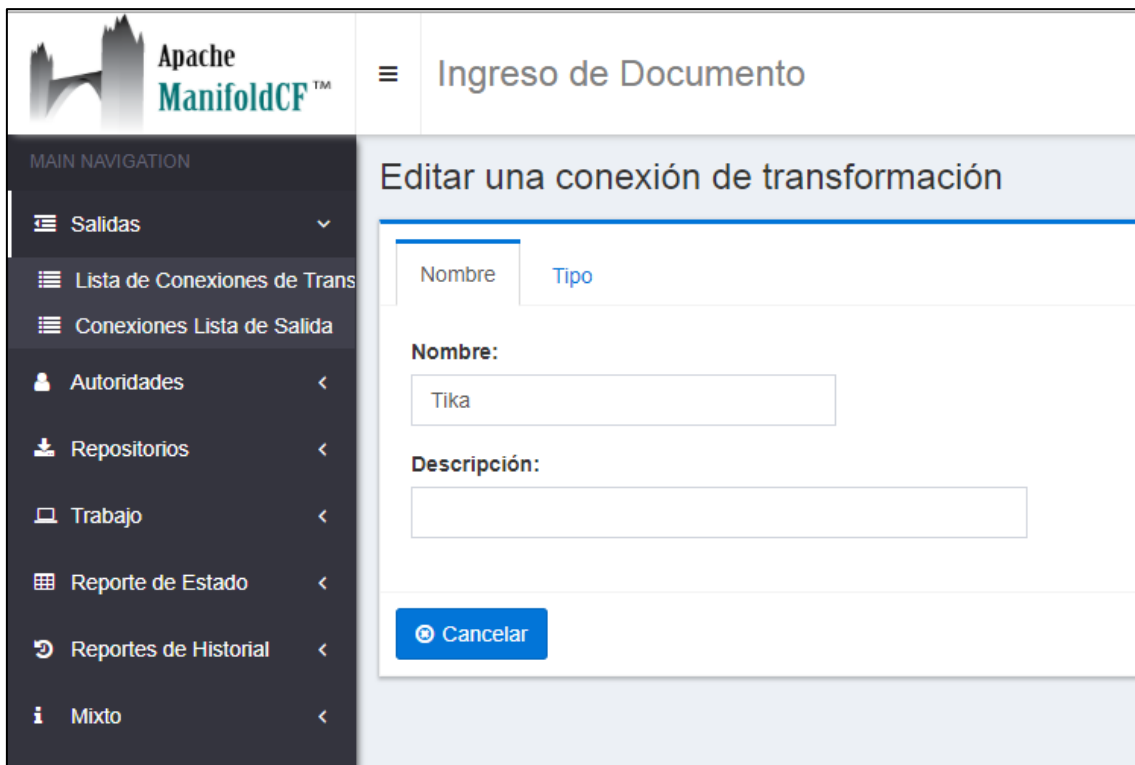 Apache
ManifoldCF™
Ingreso de Documento
MAIN NAVIGATION
Salidas
Lista de Conexiones de Trans
Conexiones Lista de Salida
Autoridades
Repositorios
Trabajo
Reporte de Estado
Reportes de Historial
Mixto
Editar una conexión de transformación
Nombre Tipo
Nombre:
Tika
Descripción:
Cancelar